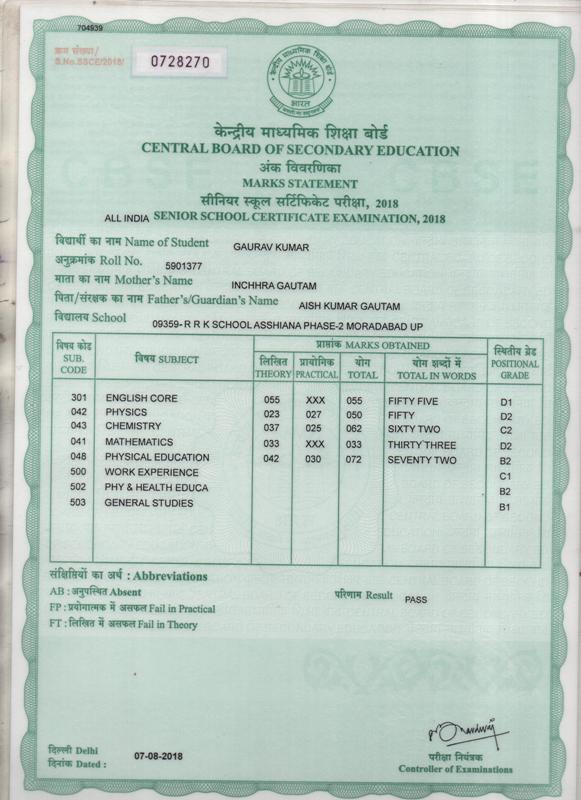 704939
क्रम संख्या/
S.No.SSCE/2018/ 0728270
केन्द्रीय माध्यमिक शिक्षा बोर्ड
भारत
केन्द्रीय माध्यमिक शिक्षा बोर्ड
CENTRAL BOARD OF SECONDARY EDUCATION
अंक विवरणिका
MARKS STATEMENT
सीनियर स्कूल सर्टिफिकेट परीक्षा, 2018
ALL INDIA SENIOR SCHOOL CERTIFICATE EXAMINATION, 2018
विद्यार्थी का नाम Name of Student GAURAV KUMAR
अनुक्रमांक Roll No. 5901377
माता का नाम Mother's Name INCHHRA GAUTAM
पिता/संरक्षक का नाम Father's/Guardian's Name AISH KUMAR GAUTAM
विद्यालय School 09359- R R K SCHOOL ASSHIANA PHASE-2 MORADABAD UP
विषय कोड SUB. CODE विषय SUBJECT प्राप्तांक MARKS OBTAINED स्थितीय ग्रेड POSITIONAL GRADE
लिखित THEORY प्रायोगिक PRACTICAL योग TOTAL योग शब्दों में TOTAL IN WORDS
301 ENGLISH CORE 055 XXX 055 FIFTY FIVE D1
042 PHYSICS 023 027 050 FIFTY D2
043 CHEMISTRY 037 025 062 SIXTY TWO C2
041 MATHEMATICS 033 XXX 033 THIRTY THREE D2
048 PHYSICAL EDUCATION 042 030 072 SEVENTY TWO B2
500 WORK EXPERIENCE C1
502 PHY & HEALTH EDUCA B2
503 GENERAL STUDIES B1
संक्षिप्तियों का अर्थ : Abbreviations
AB : अनुपस्थित Absent परिणाम Result PASS
FP : प्रयोगात्मक में असफल Fail in Practical
FT : लिखित में असफल Fail in Theory
दिल्ली Delhi
दिनांक Dated : 07-08-2018
परीक्षा नियंत्रक
Controller of Examinations